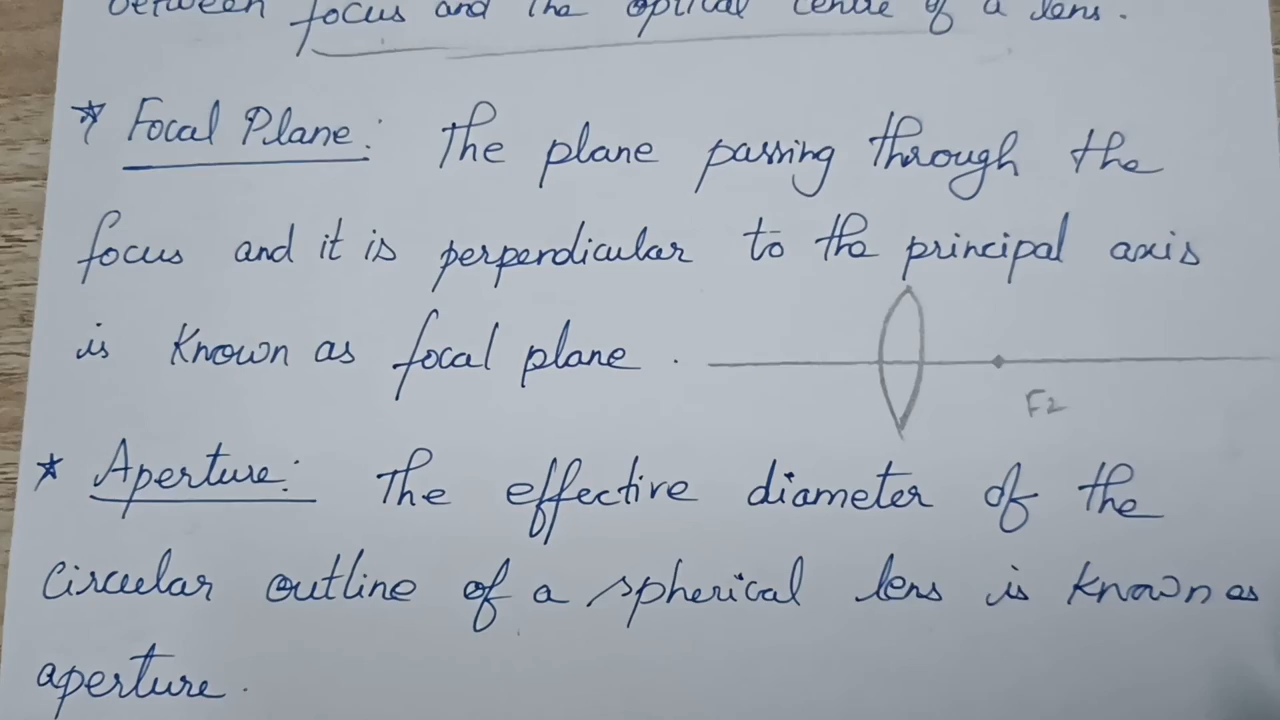 between focus and the optical centre of a lens.
* Focal Plane: The plane passing through the
focus and it is perpendicular to the principal axis
is known as focal plane.
F2
* Aperture: The effective diameter of the
circular outline of a spherical lens is known as
aperture.